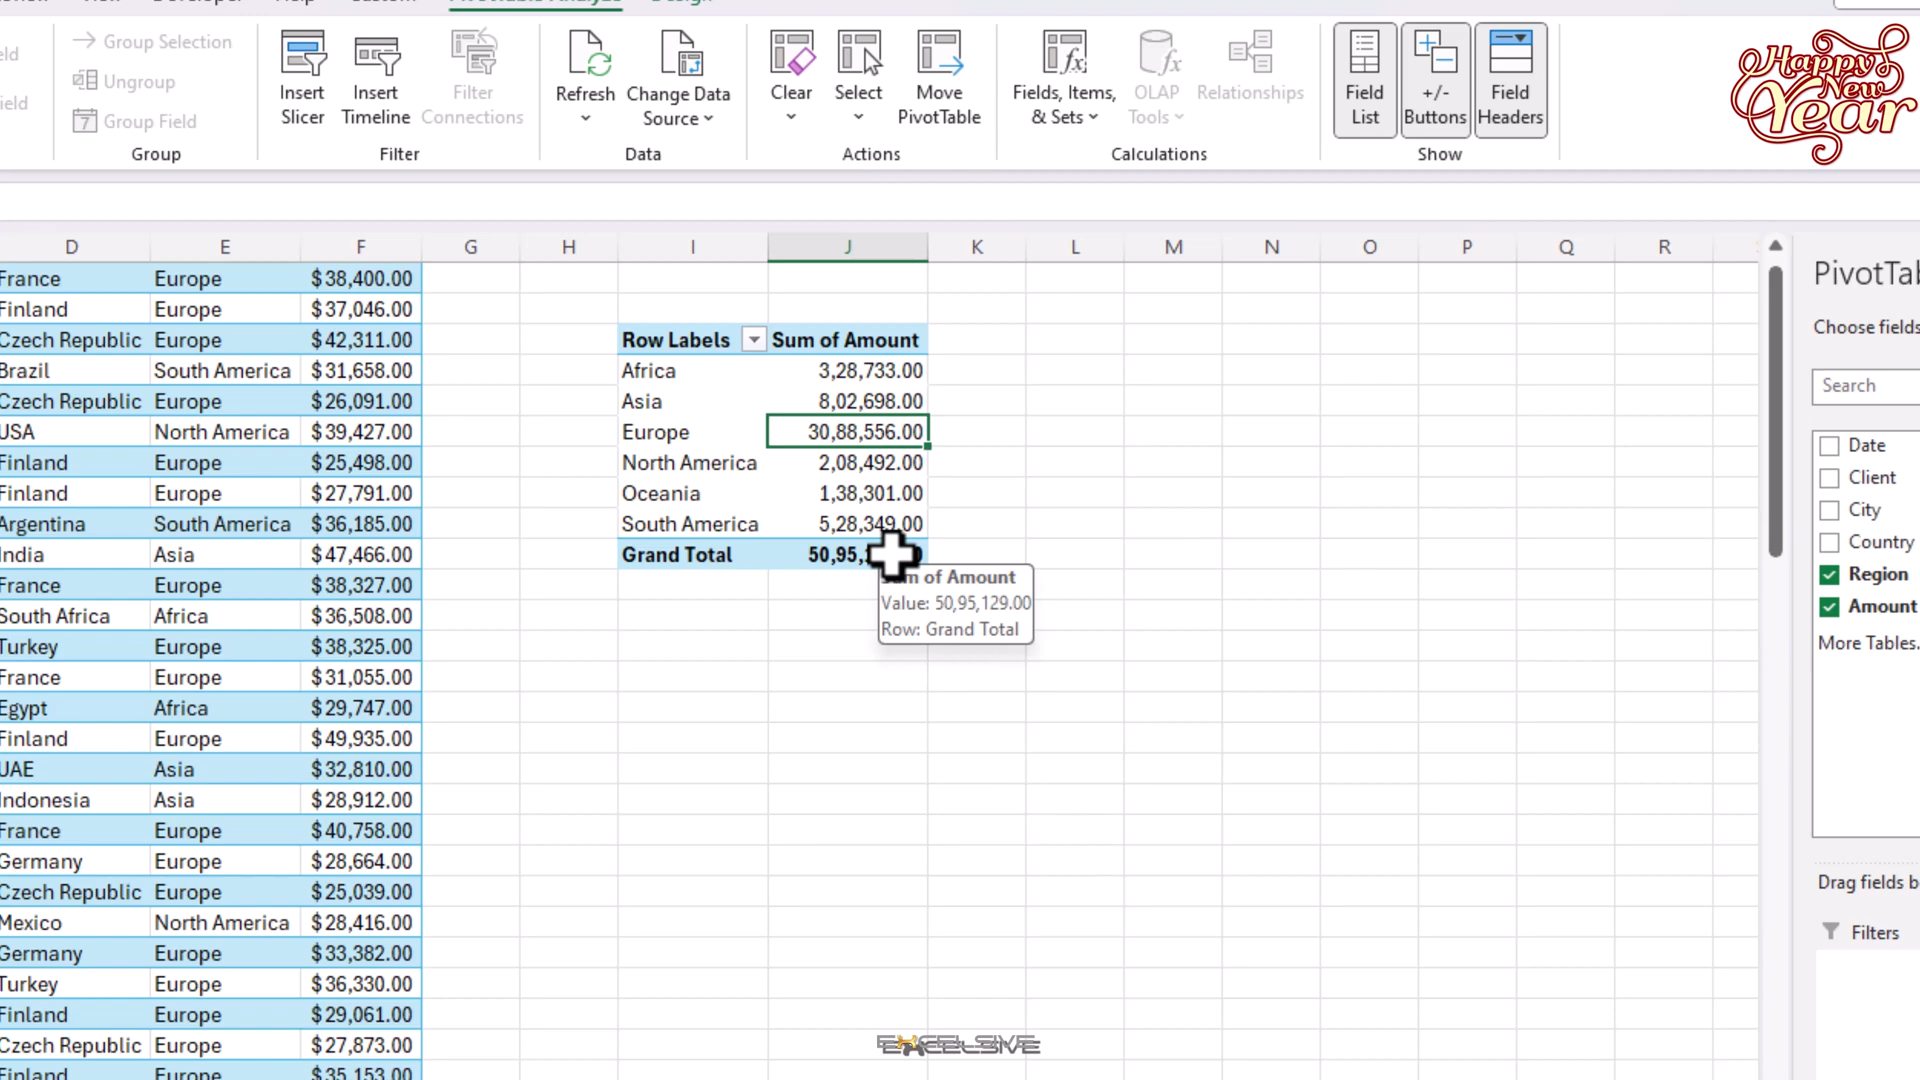 PivotTable Analyze
Group Selection
Ungroup
Group Field
Group
Insert Slicer
Insert Timeline
Filter Connections
Filter
Refresh
Change Data Source
Data
Clear
Select
Move PivotTable
Actions
Fields, Items, & Sets
OLAP Tools
Relationships
Calculations
Field List
+/- Buttons
Field Headers
Show
Happy New Year
D E F G H I J K L M N O P Q R
France Europe $38,400.00
Finland Europe $37,046.00
Czech Republic Europe $42,311.00
Brazil South America $31,658.00
Czech Republic Europe $26,091.00
USA North America $39,427.00
Finland Europe $25,498.00
Finland Europe $27,791.00
Argentina South America $36,185.00
India Asia $47,466.00
France Europe $38,327.00
South Africa Africa $36,508.00
Turkey Europe $38,325.00
France Europe $31,055.00
Egypt Africa $29,747.00
Finland Europe $49,935.00
UAE Asia $32,810.00
Indonesia Asia $28,912.00
France Europe $40,758.00
Germany Europe $28,664.00
Czech Republic Europe $25,039.00
Mexico North America $28,416.00
Germany Europe $33,382.00
Turkey Europe $36,330.00
Finland Europe $29,061.00
Czech Republic Europe $27,873.00
Finland Europe $35,153.00
Row Labels Sum of Amount
Africa 3,28,733.00
Asia 8,02,698.00
Europe 30,88,556.00
North America 2,08,492.00
Oceania 1,38,301.00
South America 5,28,349.00
Grand Total 50,95,
of Amount
Value: 50,95,129.00
Row: Grand Total
PivotTab
Choose fields
Search
Date
Client
City
Country
Region
Amount
More Tables.
Drag fields b
Filters
EXCELSIVE